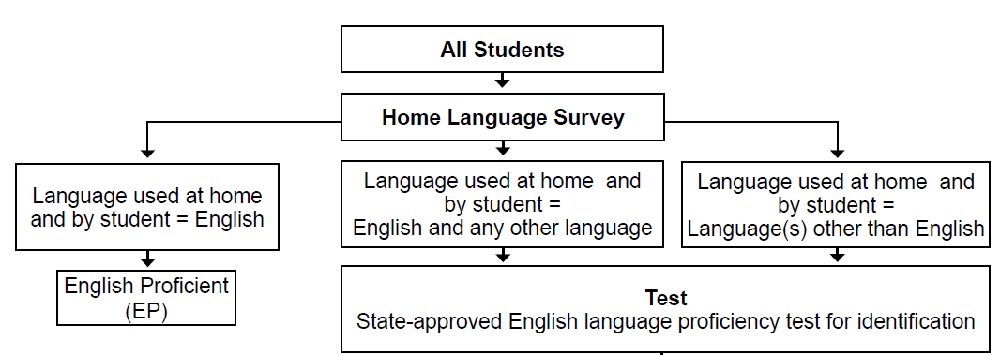 All Students
Home Language Survey
Language used at home
and by student = English
Language used at home and
by student =
English and any other language
Language used at home and
by student =
Language(s) other than English
English Proficient
(EP)
Test
State-approved English language proficiency test for identification